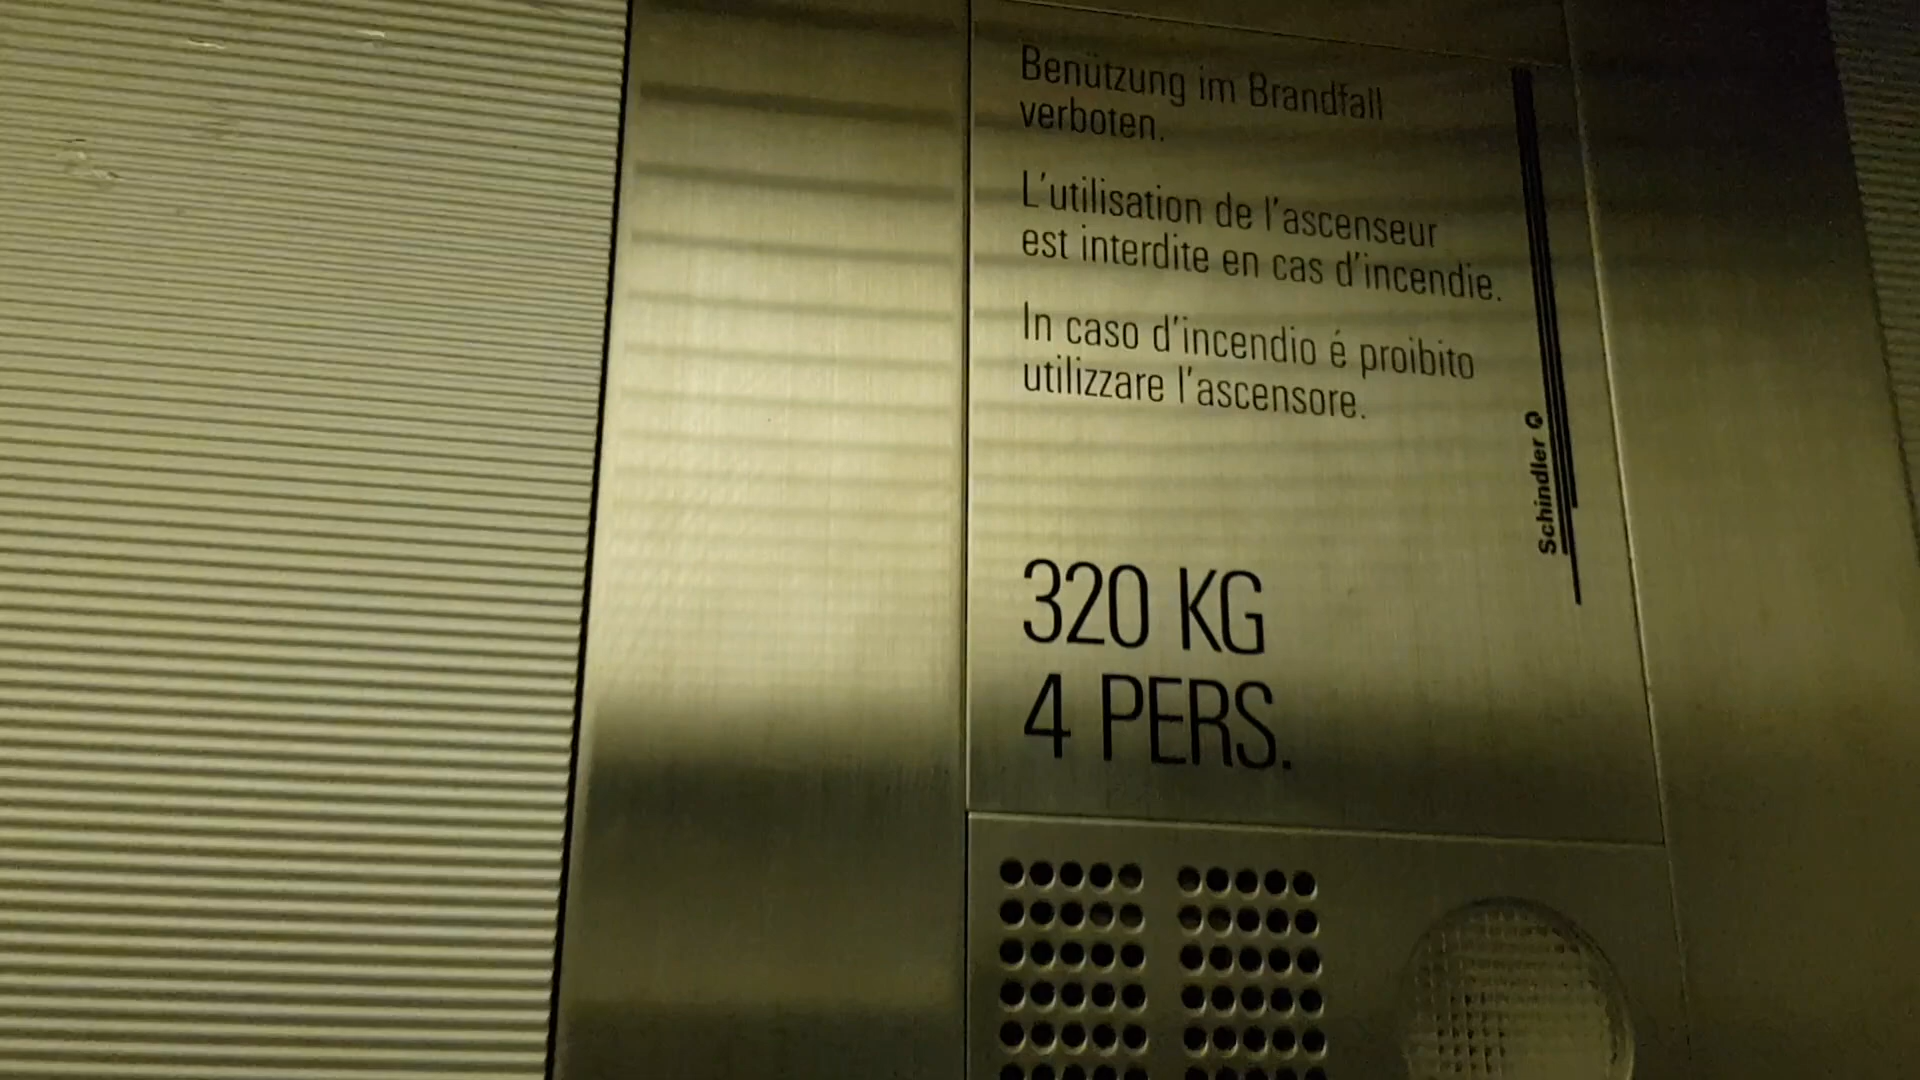 Benützung im Brandfall
verboten.
L'utilisation de l'ascenseur
est interdite en cas d'incendie.
In caso d'incendio é proibito
utilizzare l'ascensore.
Schindler
320 KG
4 PERS.